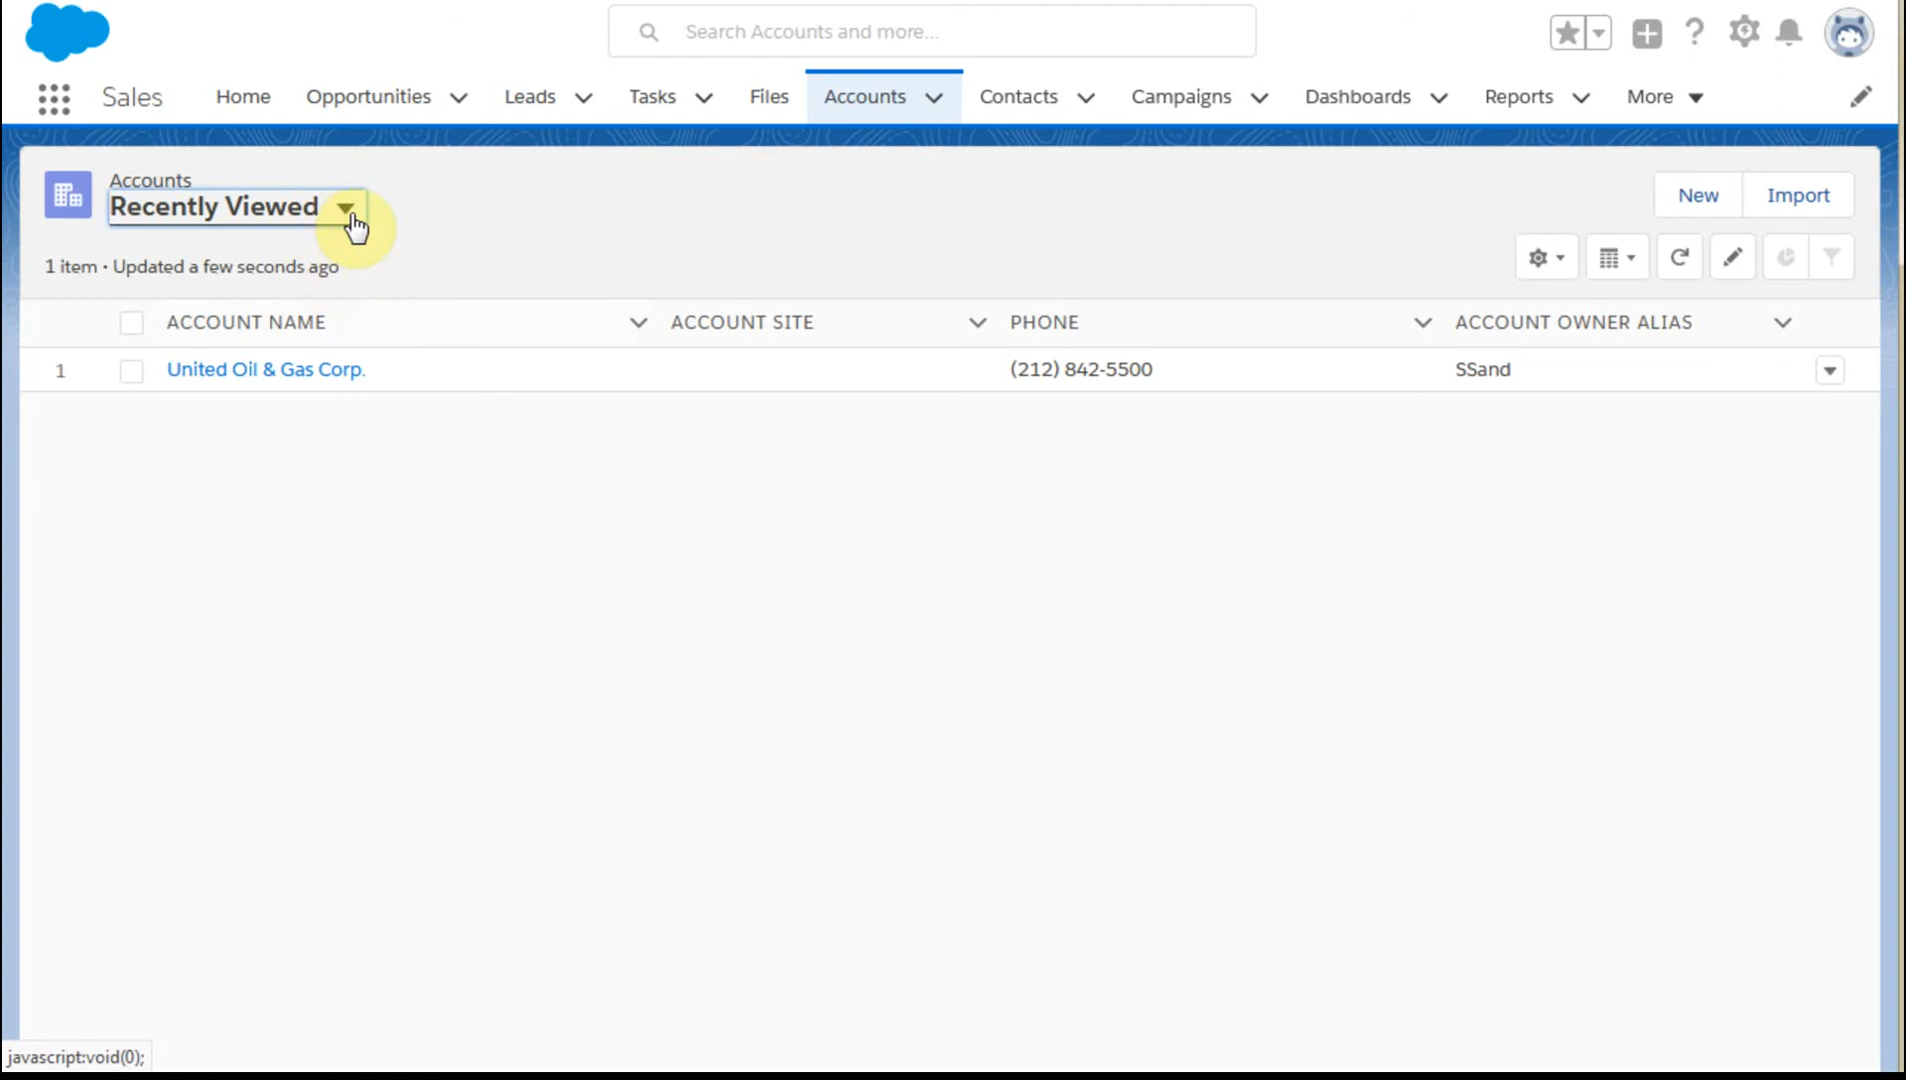 Search Accounts and more...
Sales Home Opportunities Leads Tasks Files Accounts Contacts Campaigns Dashboards Reports More
Accounts
Recently Viewed
New Import
1 item • Updated a few seconds ago
ACCOUNT NAME ACCOUNT SITE PHONE ACCOUNT OWNER ALIAS
1 United Oil & Gas Corp. (212) 842-5500 SSand
javascript:void(0);